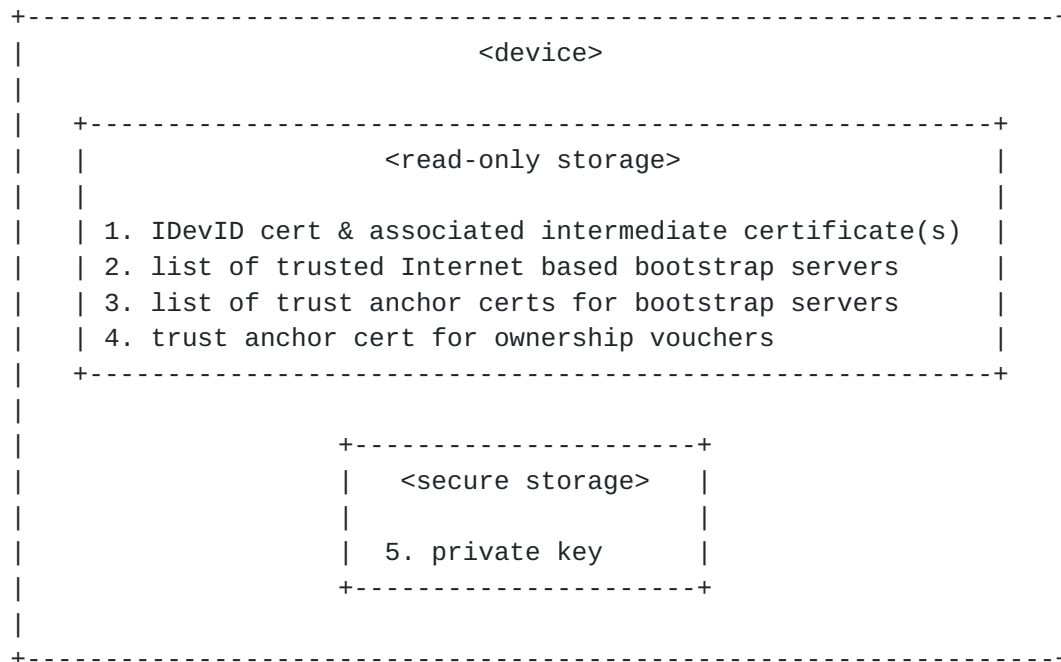 <device>
<read-only storage>
1. IDevID cert & associated intermediate certificate(s)
2. list of trusted Internet based bootstrap servers
3. list of trust anchor certs for bootstrap servers
4. trust anchor cert for ownership vouchers
<secure storage>
5. private key